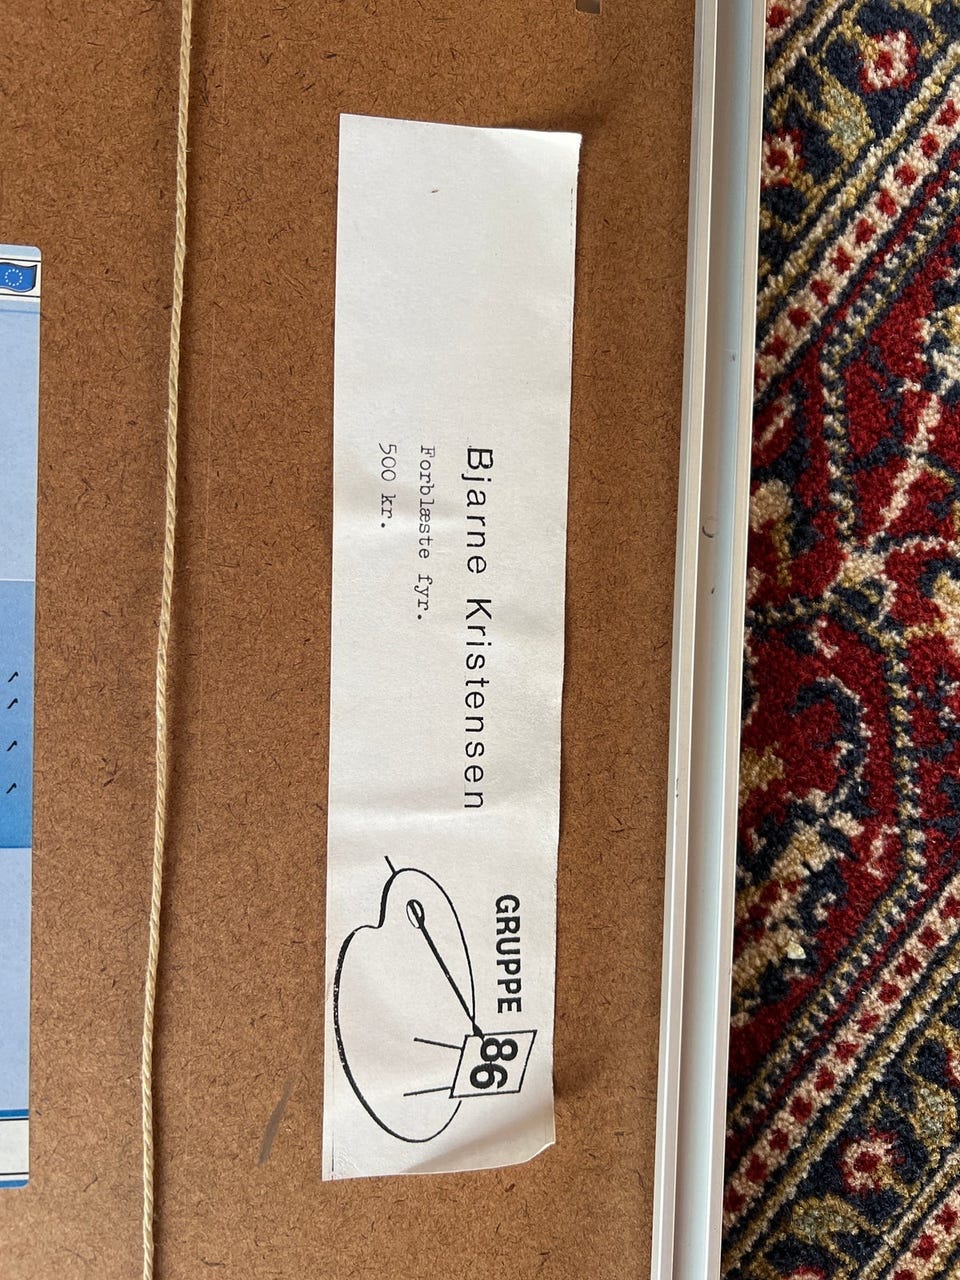 Bjarne Kristensen
Forblæste fyr.
500 kr.
GRUPPE
86